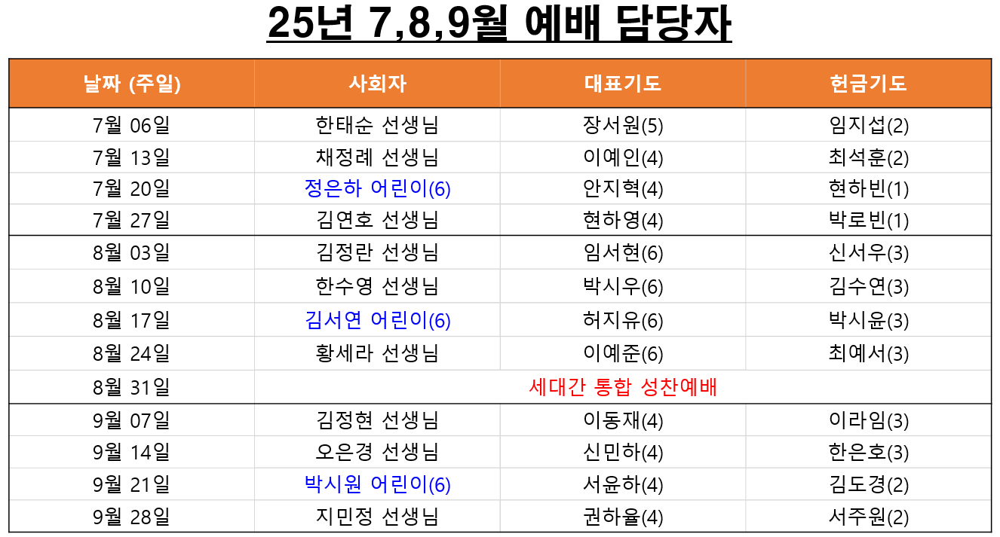 25년 7,8,9월 예배 담당자
날짜 (주일) 사회자 대표기도 헌금기도
7월 06일 한태순 선생님 장서원(5) 임지섭(2)
7월 13일 채정례 선생님 이예인(4) 최석훈(2)
7월 20일 정은하 어린이(6) 안지혁(4) 현하빈(1)
7월 27일 김연호 선생님 현하영(4) 박로빈(1)
8월 03일 김정란 선생님 임서현(6) 신서우(3)
8월 10일 한수영 선생님 박시우(6) 김수연(3)
8월 17일 김서연 어린이(6) 허지유(6) 박시윤(3)
8월 24일 황세라 선생님 이예준(6) 최예서(3)
8월 31일 세대간 통합 성찬예배
9월 07일 김정현 선생님 이동재(4) 이라임(3)
9월 14일 오은경 선생님 신민하(4) 한은호(3)
9월 21일 박시원 어린이(6) 서윤하(4) 김도경(2)
9월 28일 지민정 선생님 권하율(4) 서주원(2)